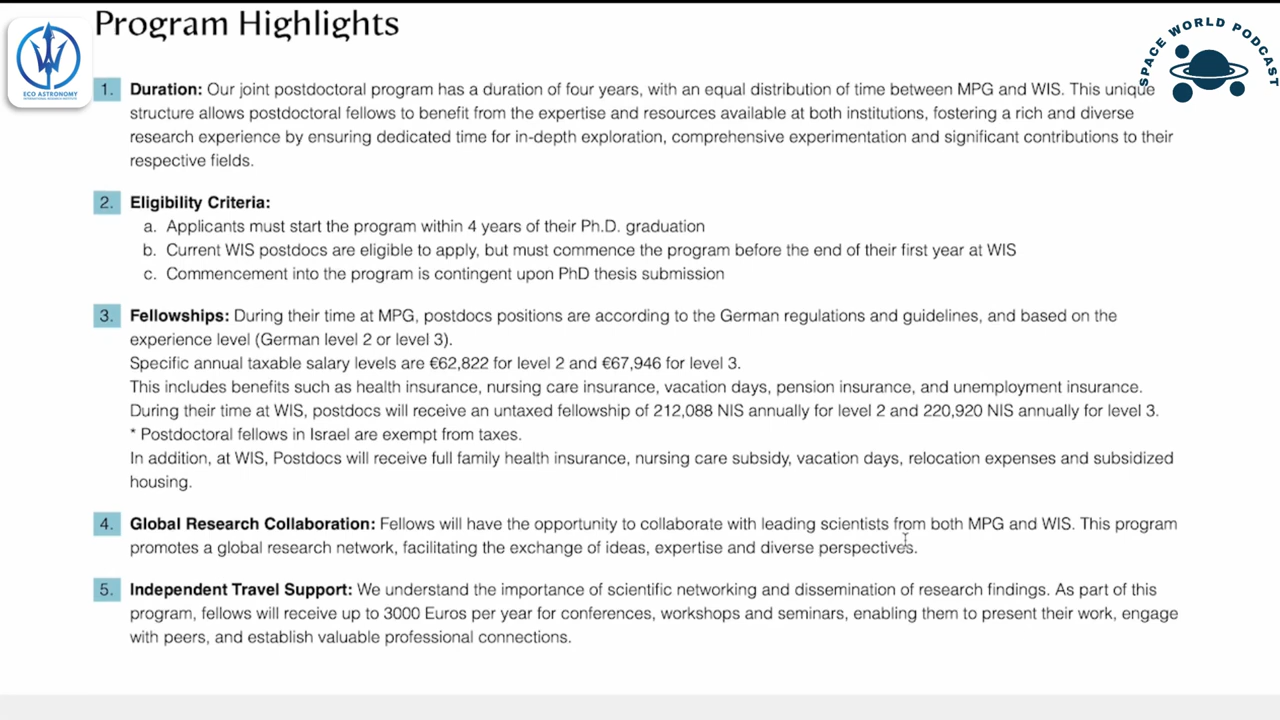 Program Highlights
ECO ASTRONOMY
SPACE WORLD PODCAST
1. Duration: Our joint postdoctoral program has a duration of four years, with an equal distribution of time between MPG and WIS. This unique
structure allows postdoctoral fellows to benefit from the expertise and resources available at both institutions, fostering a rich and diverse
research experience by ensuring dedicated time for in-depth exploration, comprehensive experimentation and significant contributions to their
respective fields.
2. Eligibility Criteria:
a. Applicants must start the program within 4 years of their Ph.D. graduation
b. Current WIS postdocs are eligible to apply, but must commence the program before the end of their first year at WIS
c. Commencement into the program is contingent upon PhD thesis submission
3. Fellowships: During their time at MPG, postdocs positions are according to the German regulations and guidelines, and based on the
experience level (German level 2 or level 3).
Specific annual taxable salary levels are €62,822 for level 2 and €67,946 for level 3.
This includes benefits such as health insurance, nursing care insurance, vacation days, pension insurance, and unemployment insurance.
During their time at WIS, postdocs will receive an untaxed fellowship of 212,088 NIS annually for level 2 and 220,920 NIS annually for level 3.
* Postdoctoral fellows in Israel are exempt from taxes.
In addition, at WIS, Postdocs will receive full family health insurance, nursing care subsidy, vacation days, relocation expenses and subsidized
housing.
4. Global Research Collaboration: Fellows will have the opportunity to collaborate with leading scientists from both MPG and WIS. This program
promotes a global research network, facilitating the exchange of ideas, expertise and diverse perspectives.
5. Independent Travel Support: We understand the importance of scientific networking and dissemination of research findings. As part of this
program, fellows will receive up to 3000 Euros per year for conferences, workshops and seminars, enabling them to present their work, engage
with peers, and establish valuable professional connections.